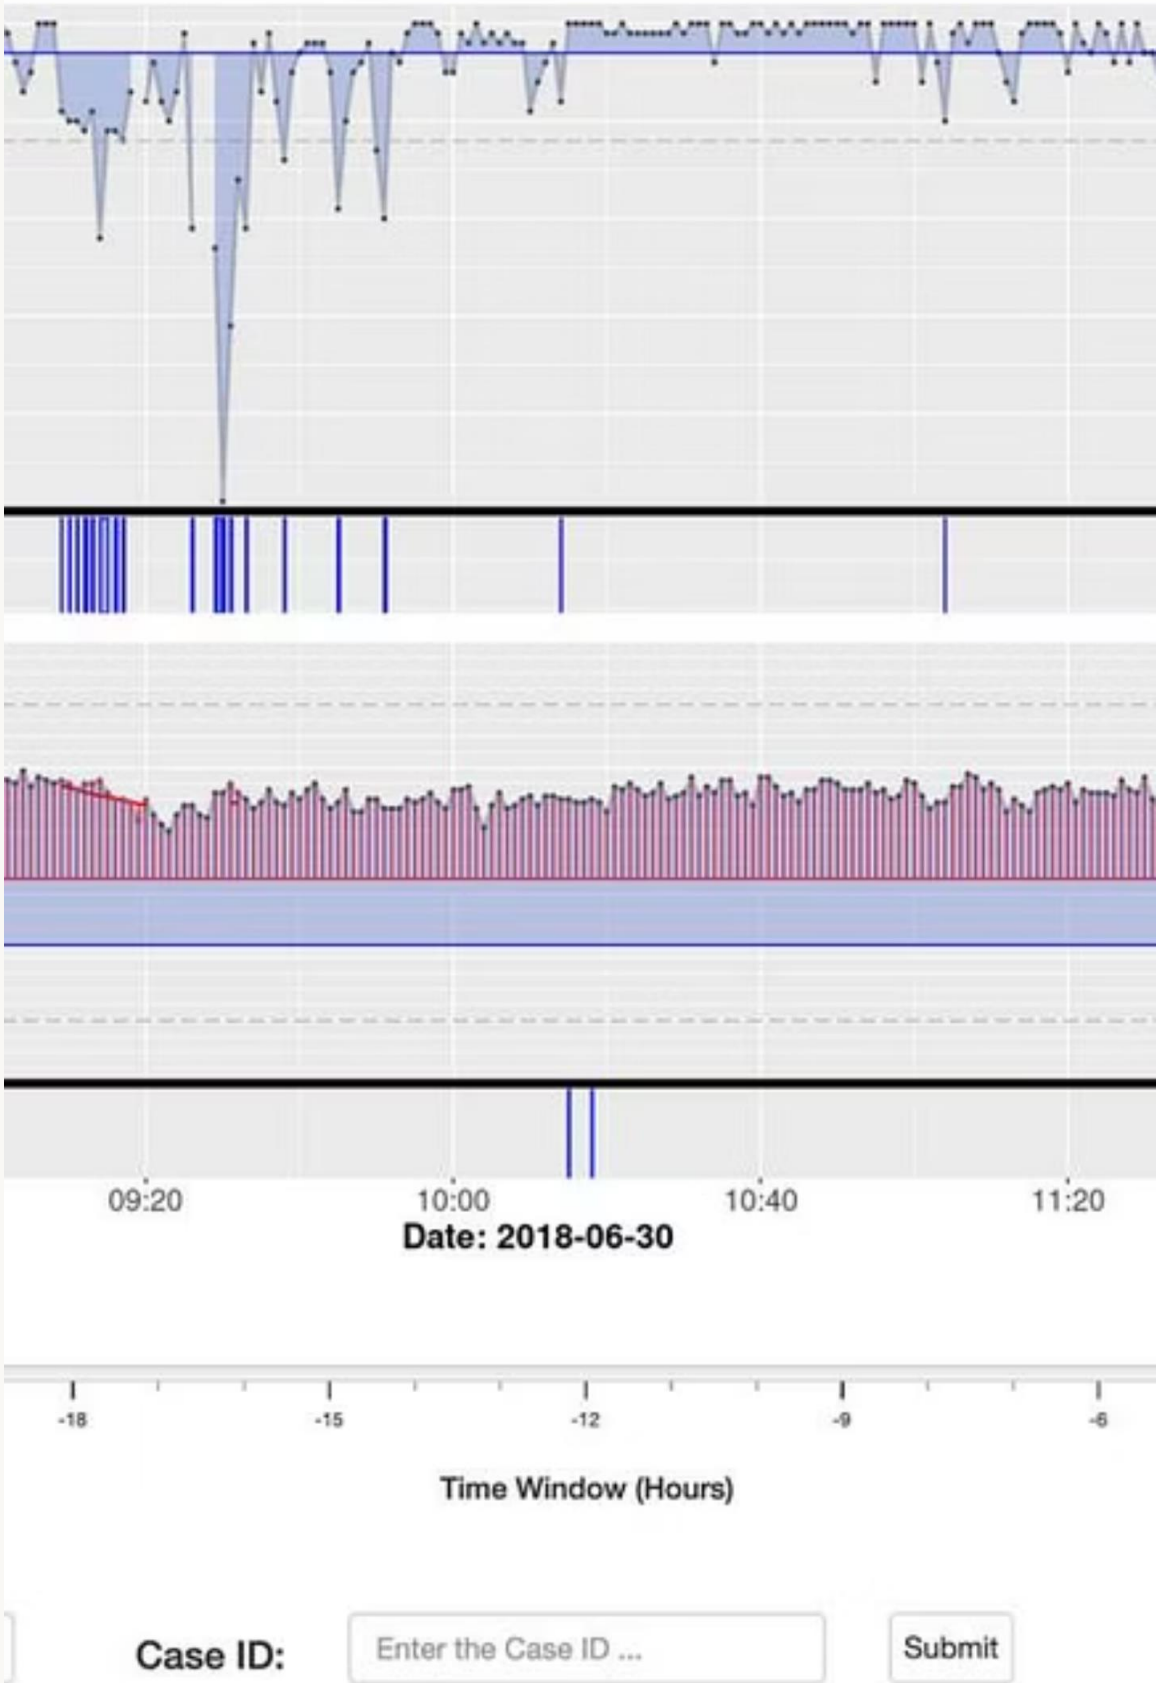 09:20 10:00 10:40 11:20
Date: 2018-06-30
-18 -15 -12 -9 -6
Time Window (Hours)
Case ID: Enter the Case ID ... Submit